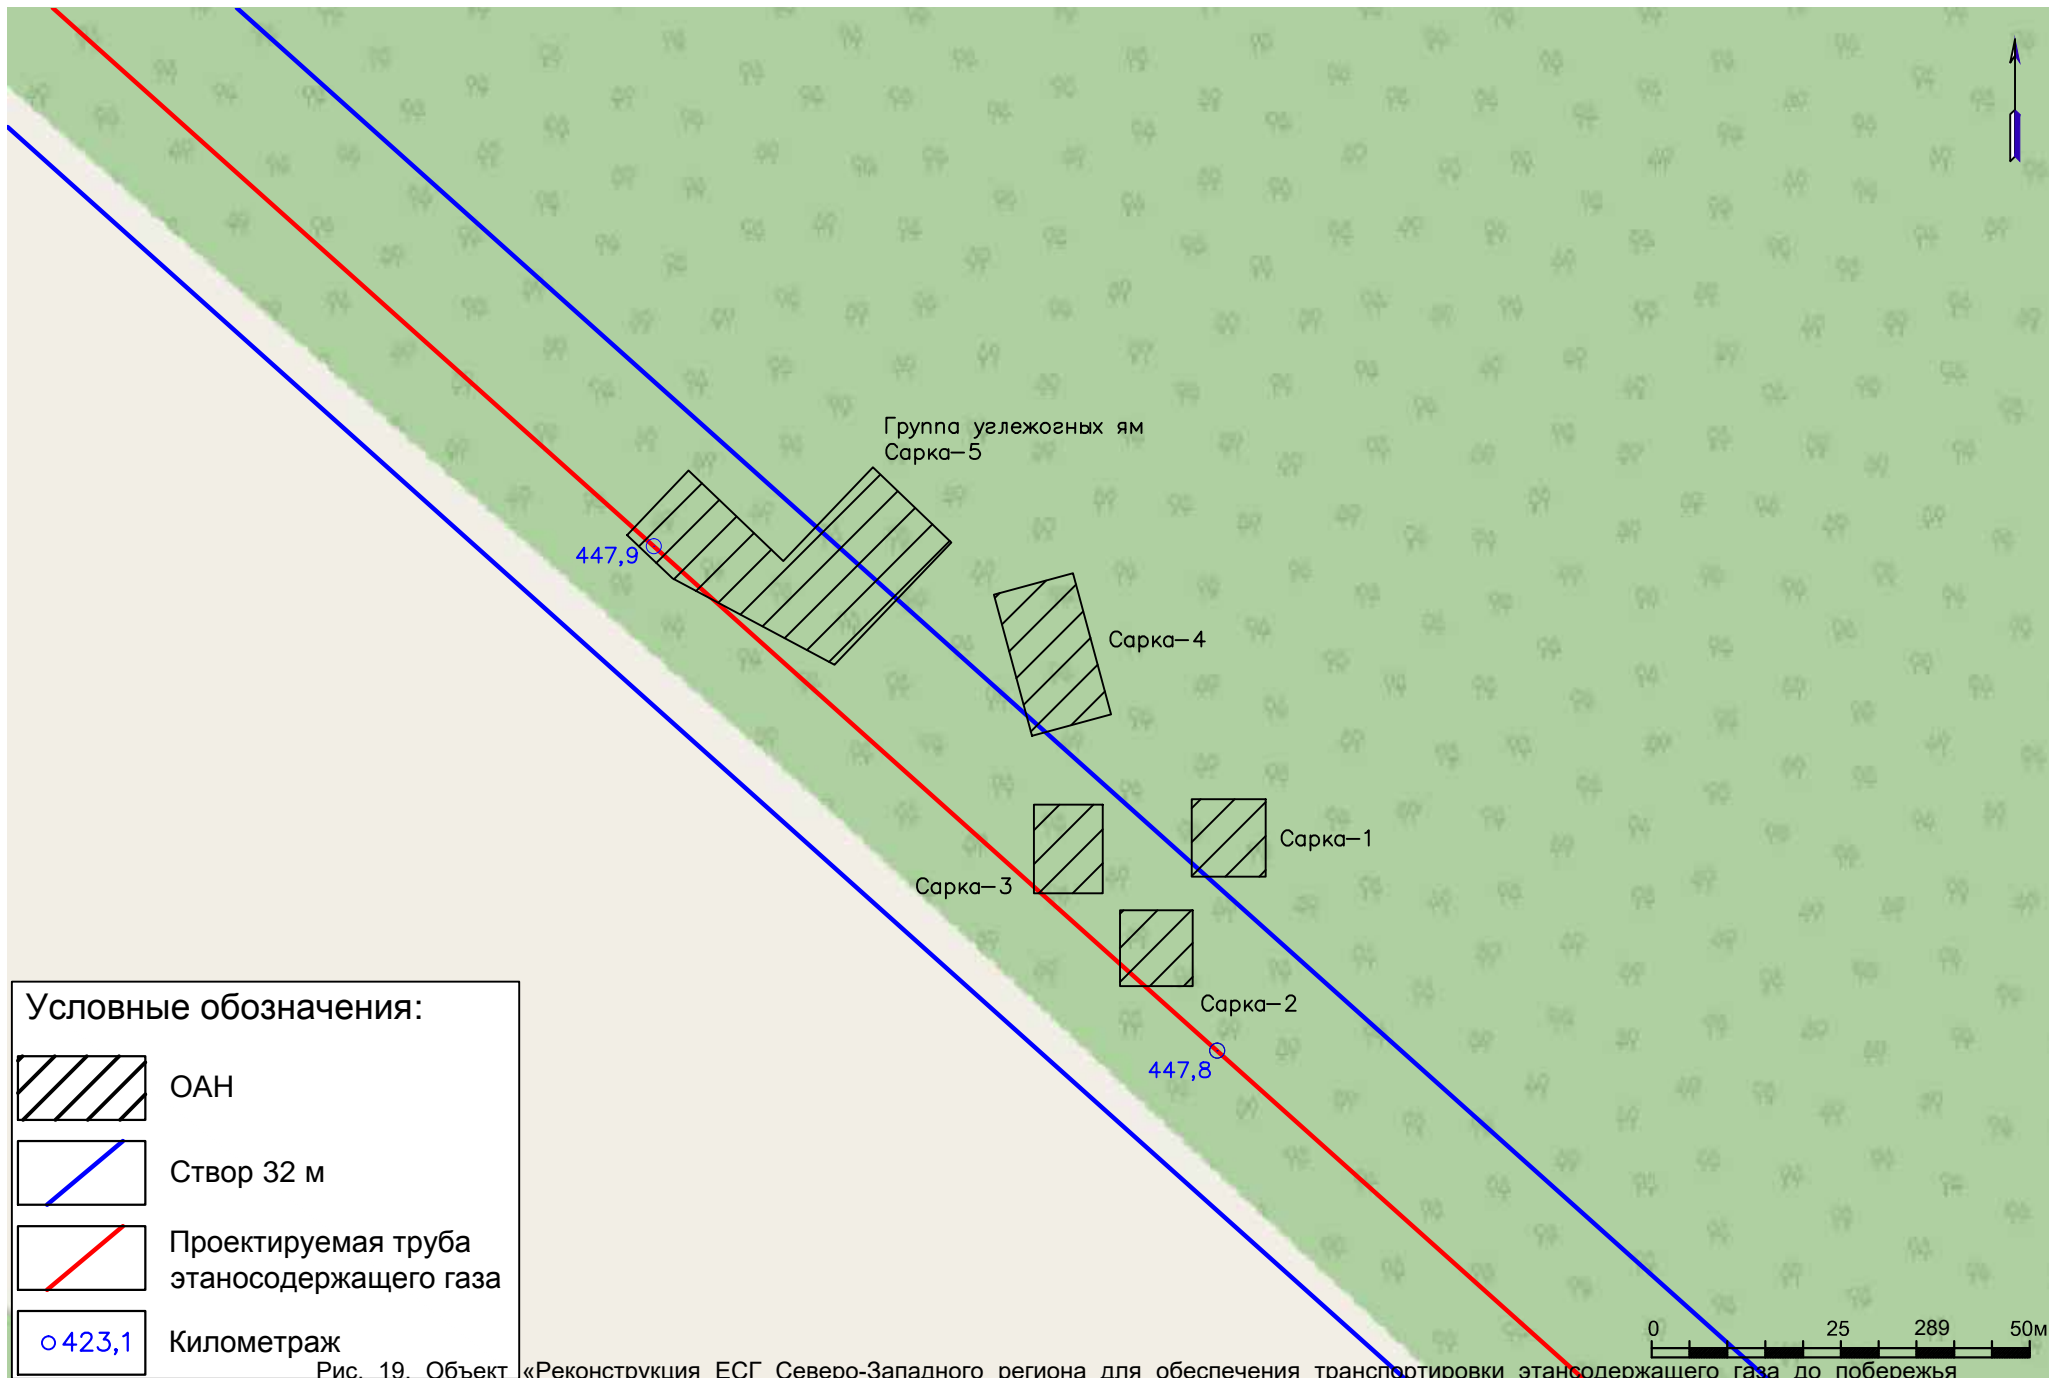 Группа углежогных ям
Сарка-5
447,9
Сарка-4
Сарка-1
Сарка-3
Сарка-2
447,8
Условные обозначения:
ОАН
Створ 32 м
Проектируемая труба
этаносодержащего газа
423,1 Километраж
0 25 289 50м
Рис. 19. Объект «Реконструкция ЕСГ Северо-Западного региона для обеспечения транспортировки этансодержащего газа до побережья